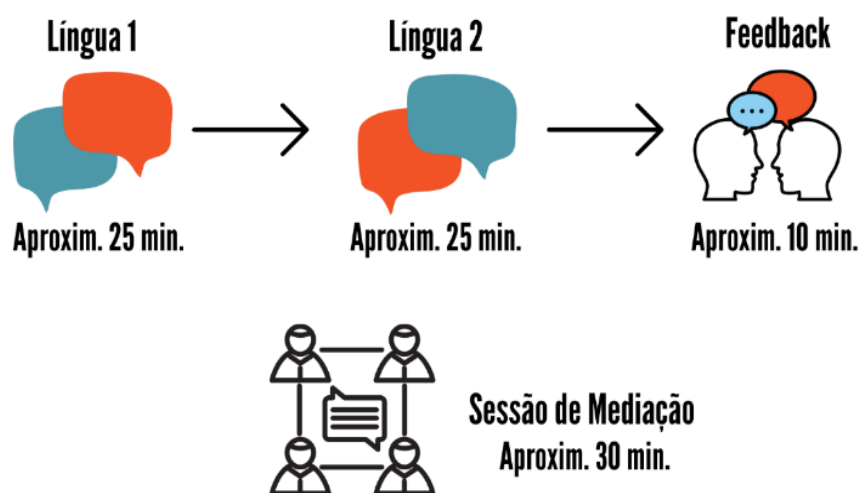 Língua 1
Língua 2
Feedback
Aproxim. 25 min.
Aproxim. 25 min.
Aproxim. 10 min.
Sessão de Mediação
Aproxim. 30 min.